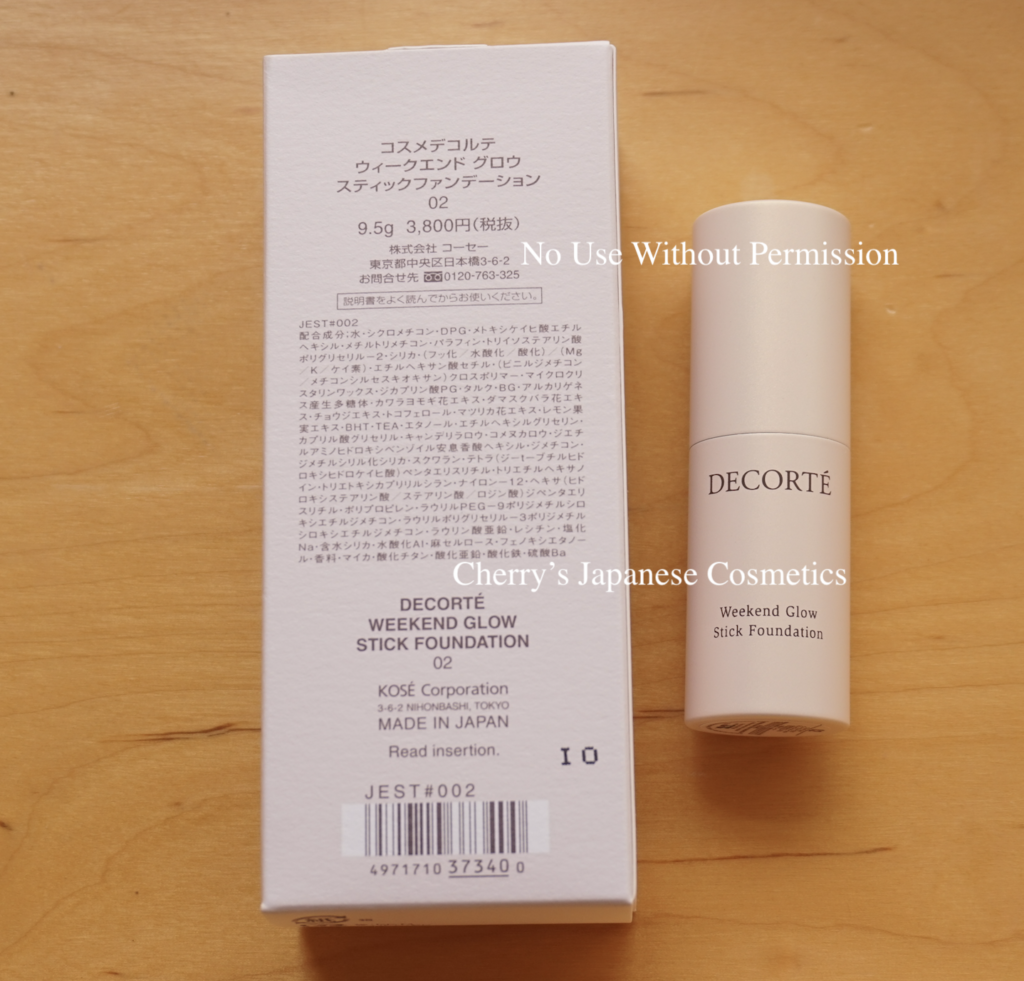 コスメデコルテ
ウィークエンド グロウ
スティックファンデーション
02
9.5g 3,800円(税抜)
株式会社 コーセー
東京都中央区日本橋3-6-2
お問合せ先 0120-763-325
説明書をよく読んでからお使いください。
JEST#002
配合成分:水・シクロメチコン・DPG・メトキシケイヒ酸エチル
ヘキシル・メチルトリメチコン・パラフィン・トリイソステアリン酸
ポリグリセリル－2・シリカ・(フッ化／水酸化／酸化)／(Mg
／K／ケイ素)・エチルヘキサン酸セチル・(ビニルジメチコン
／メチコンシルセスキオキサン)クロスポリマー・マイクロクリ
スタリンワックス・ジカプリン酸PG・タルク・BG・アルカリゲネ
ス産生多糖体・カワラヨモギ花エキス・ダマスクバラ花エキ
ス・チョウジエキス・トコフェロール・マツリカ花エキス・レモン果
実エキス・BHT・TEA・エタノール・エチルヘキシルグリセリン・
カプリル酸グリセリル・キャンデリラロウ・コメヌカロウ・ジエチ
ルアミノヒドロキシベンゾイル安息香酸ヘキシル・ジメチコン・
ジメチルシリル化シリカ・スクワラン・テトラ(ジーt－ブチルヒド
ロキシヒドロケイヒ酸)ペンタエリスリチル・トリエチルヘキサノ
イン・トリエトキシカプリリルシラン・ナイロン－12・ヘキサ(ヒド
ロキシステアリン酸／ステアリン酸／ロジン酸)ジペンタエリ
スリチル・ポリプロピレン・ラウリルPEG－9ポリジメチルシロ
キシエチルジメチコン・ラウリルポリグリセリル－3ポリジメチル
シロキシエチルジメチコン・ラウリン酸亜鉛・レシチン・塩化
Na・含水シリカ・水酸化Al・麻セルロース・フェノキシエタノー
ル・香料・マイカ・酸化チタン・酸化亜鉛・酸化鉄・硫酸Ba
DECORTÉ
WEEKEND GLOW
STICK FOUNDATION
02
KOSÉ Corporation
3-6-2 NIHONBASHI, TOKYO
MADE IN JAPAN
Read insertion.
IO
JEST#002
4971710 37340 0
No Use Without Permission
DECORTÉ
Cherry's Japanese Cosmetics
Weekend Glow
Stick Foundation